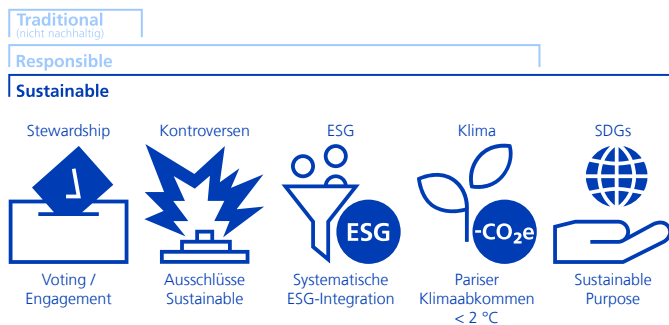 Traditional
(nicht nachhaltig)
Responsible
Sustainable
Stewardship
Kontroversen
ESG
Klima
SDGs
ESG
-CO₂e
Voting /
Engagement
Ausschlüsse
Sustainable
Systematische
ESG-Integration
Pariser
Klimaabkommen
< 2 °C
Sustainable
Purpose